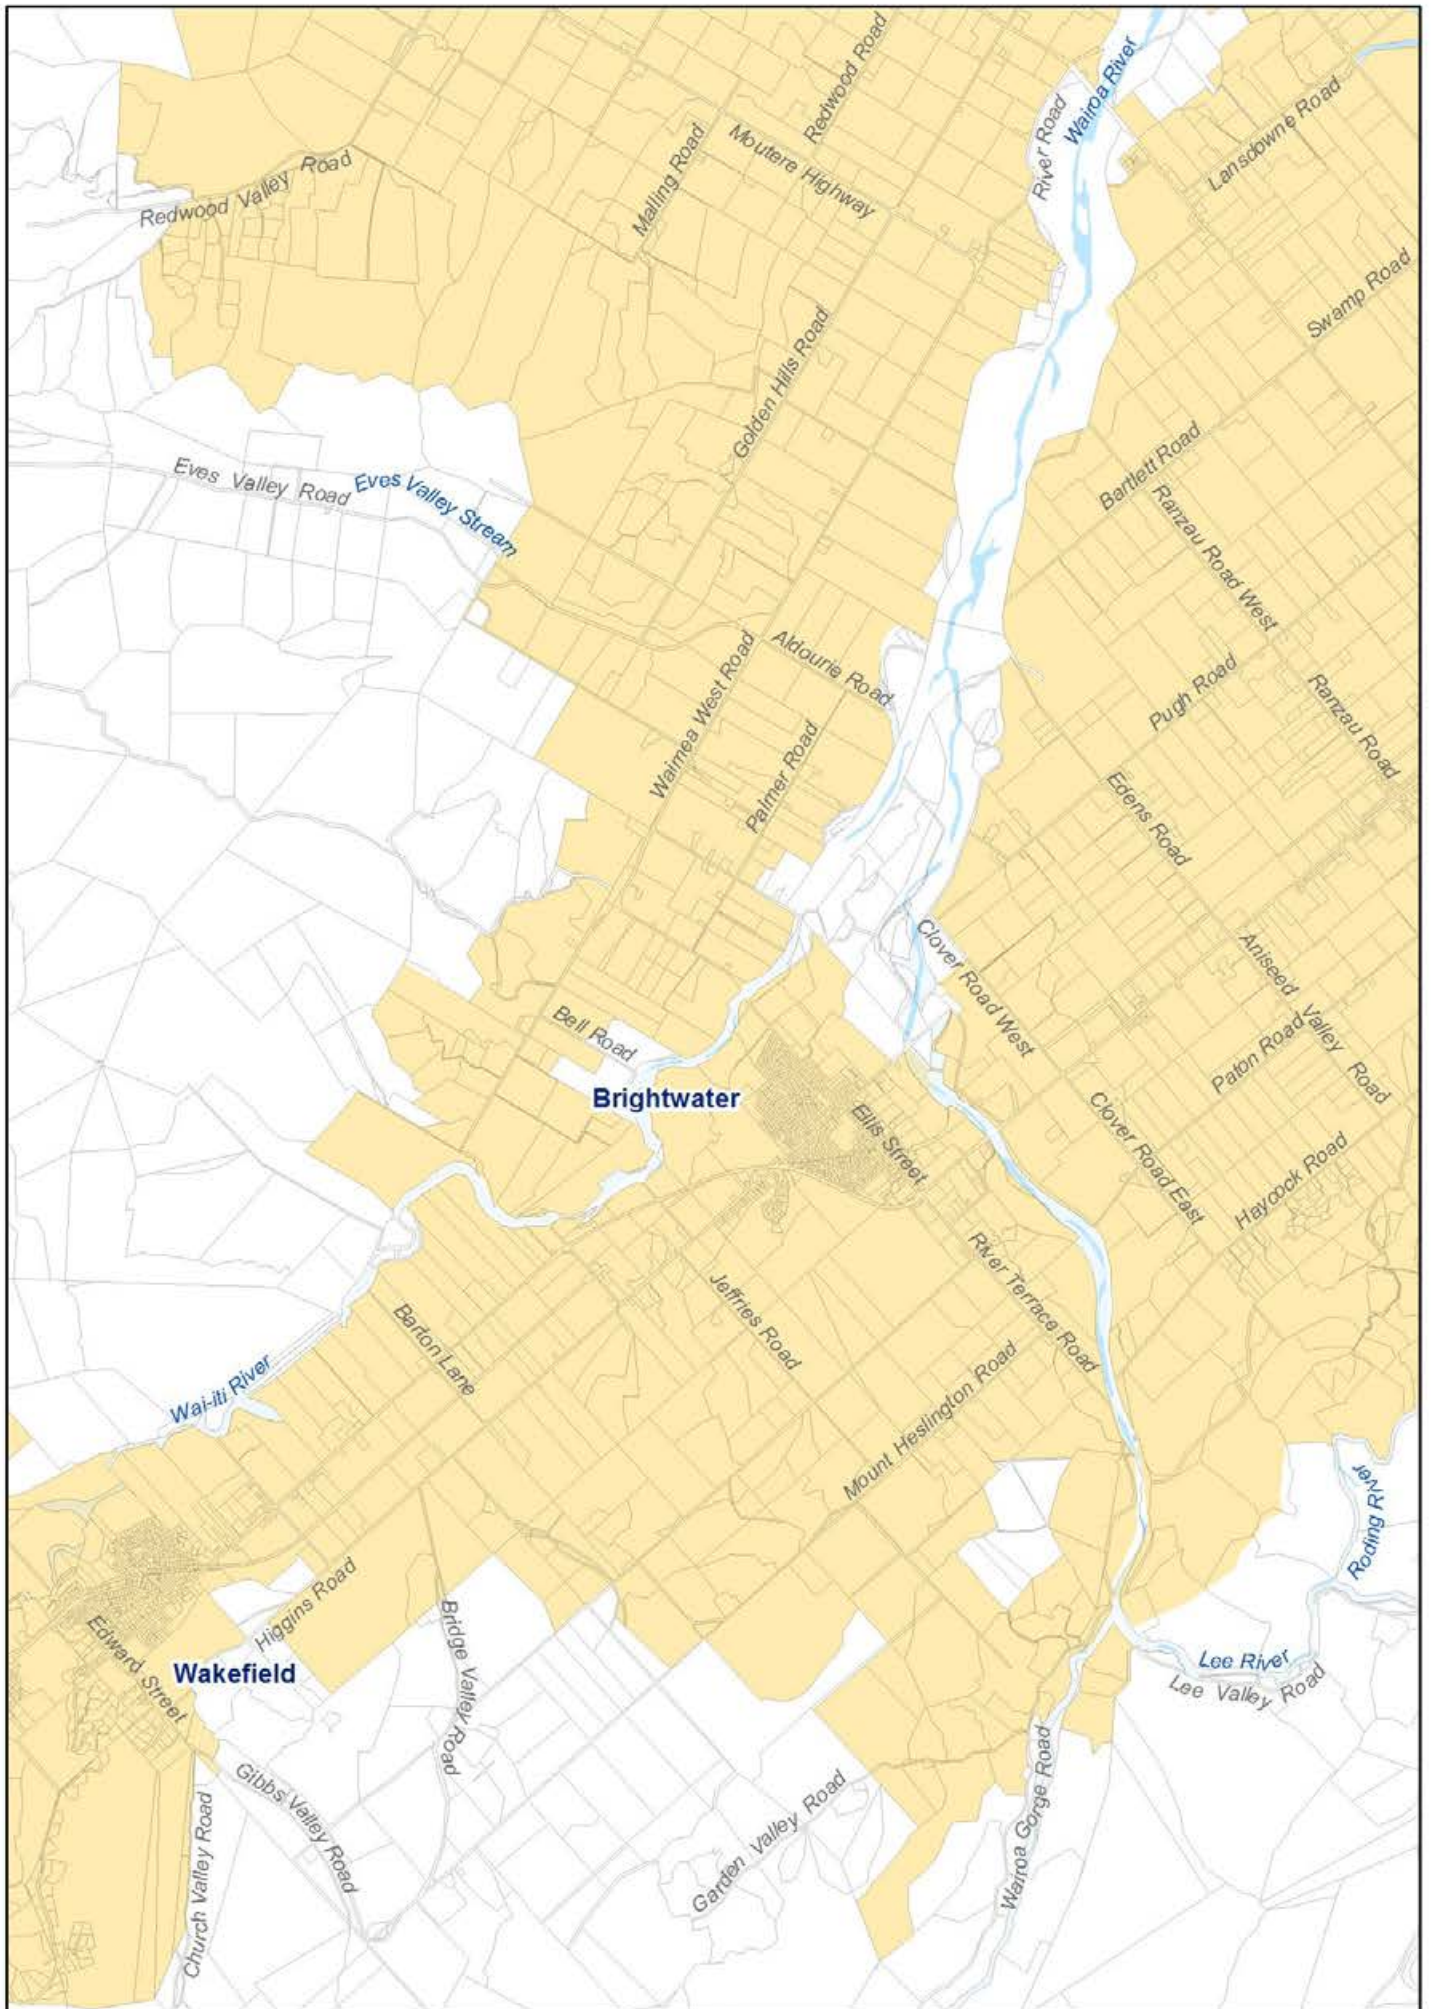 Redwood Road
Wairoa River
River Road
Lansdowne Road
Moutere Highway
Malling Road
Redwood Valley Road
Swamp Road
Golden Hills Road
Bartlett Road
Eves Valley Road
Eves Valley Stream
Ranzau Road West
Aldourie Road
Waimea West Road
Pugh Road
Ranzau Road
Palmer Road
Edens Road
Clover Road West
Aniseed Valley Road
Bell Road
Paton Road
Brightwater
Ellis Street
Clover Road East
Haycock Road
River Terrace Road
Jeffries Road
Barton Lane
Mount Heslington Road
Wai-iti River
Roding River
Higgins Road
Bridge Valley Road
Edward Street
Wakefield
Lee River
Lee Valley Road
Wairoa Gorge Road
Gibbs Valley Road
Garden Valley Road
Church Valley Road